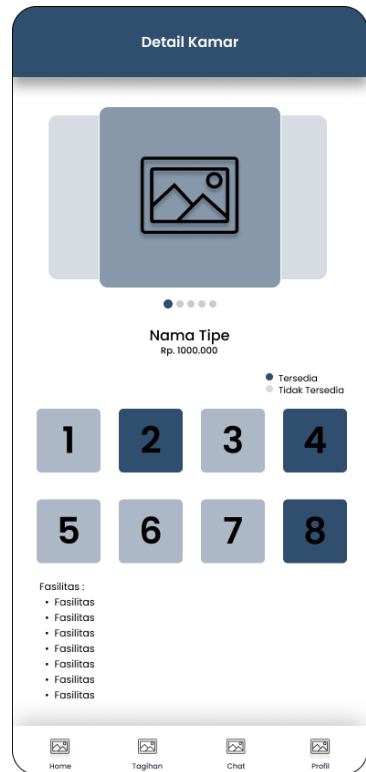 Detail Kamar
Nama Tipe
Rp. 1000.000
Tersedia
Tidak Tersedia
1 2 3 4
5 6 7 8
Fasilitas :
• Fasilitas
• Fasilitas
• Fasilitas
• Fasilitas
• Fasilitas
• Fasilitas
• Fasilitas
Home Tagihan Chat Profil